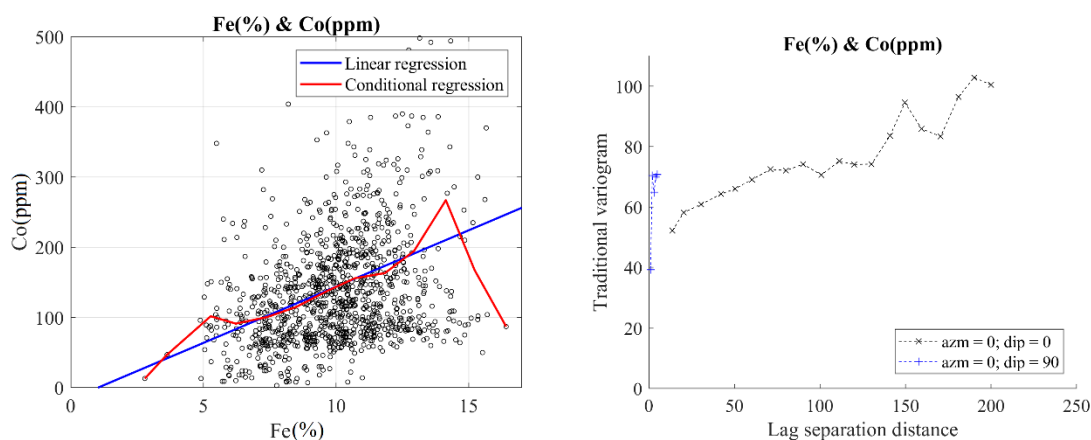 Fe(%) & Co(ppm)
500
400
300
200
100
0
Co(ppm)
Linear regression
Conditional regression
0 5 10 15
Fe(%)
Fe(%) & Co(ppm)
100
80
60
40
20
0
Traditional variogram
azm = 0; dip = 0
azm = 0; dip = 90
0 50 100 150 200 250
Lag separation distance